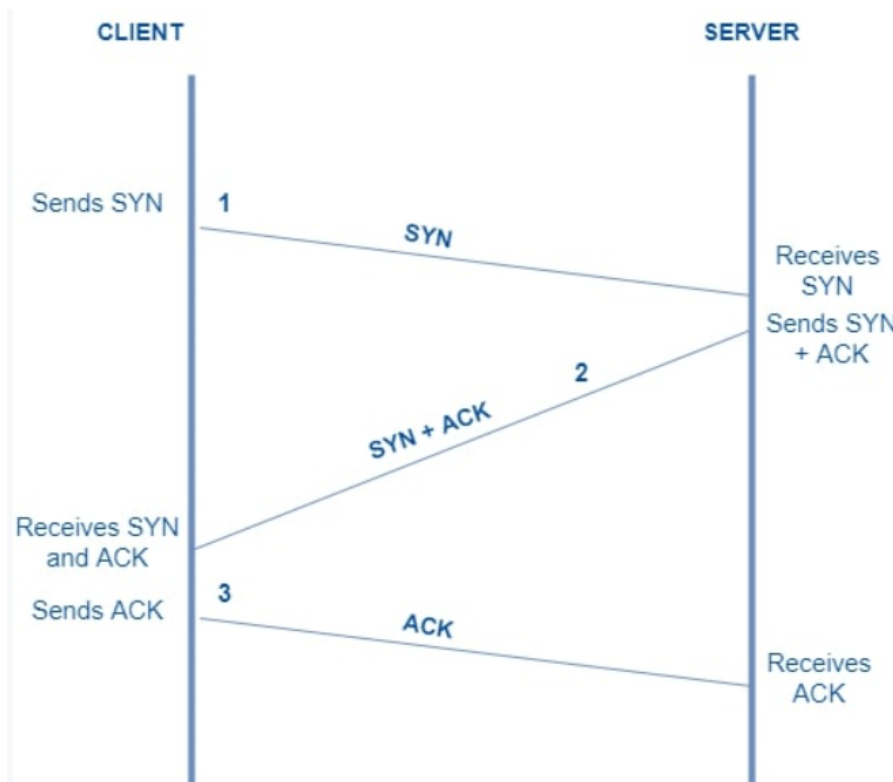 CLIENT
SERVER
Sends SYN
1
SYN
Receives
SYN
Sends SYN
+ ACK
2
SYN + ACK
Receives SYN
and ACK
Sends ACK
3
ACK
Receives
ACK